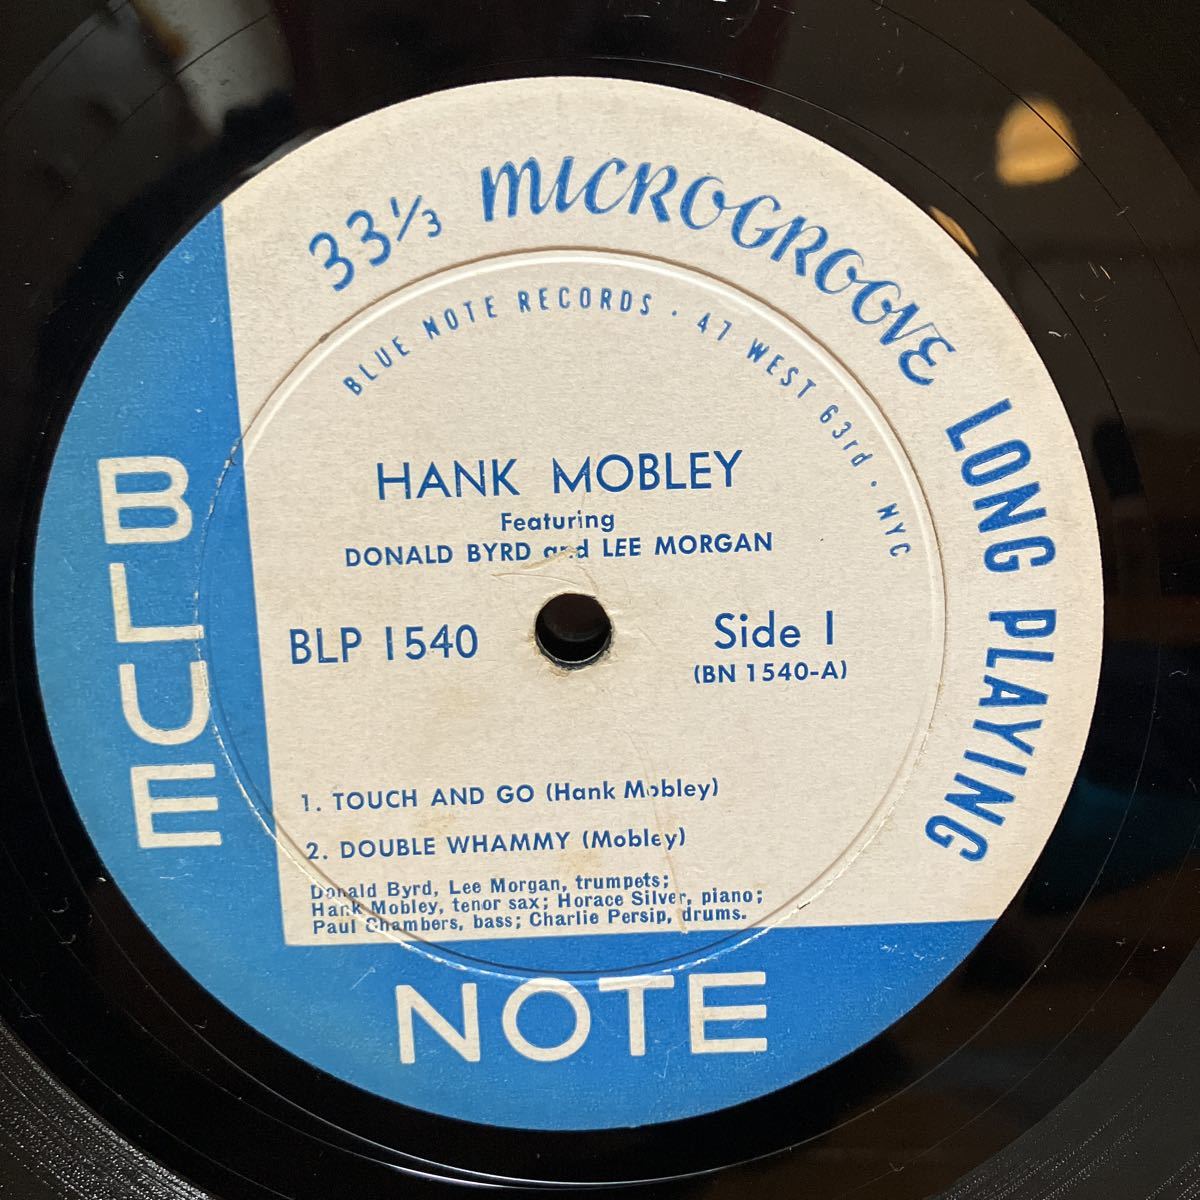 33⅓ MICROGROOVE LONG PLAYING
BLUE NOTE RECORDS · 47 WEST 63rd · NYC
HANK MOBLEY
Featuring
DONALD BYRD and LEE MORGAN
BLP 1540
Side 1
(BN 1540-A)
1. TOUCH AND GO (Hank Mobley)
2. DOUBLE WHAMMY (Mobley)
Donald Byrd, Lee Morgan, trumpets;
Hank Mobley, tenor sax; Horace Silver, piano;
Paul Chambers, bass; Charlie Persip, drums.
BLUE
NOTE